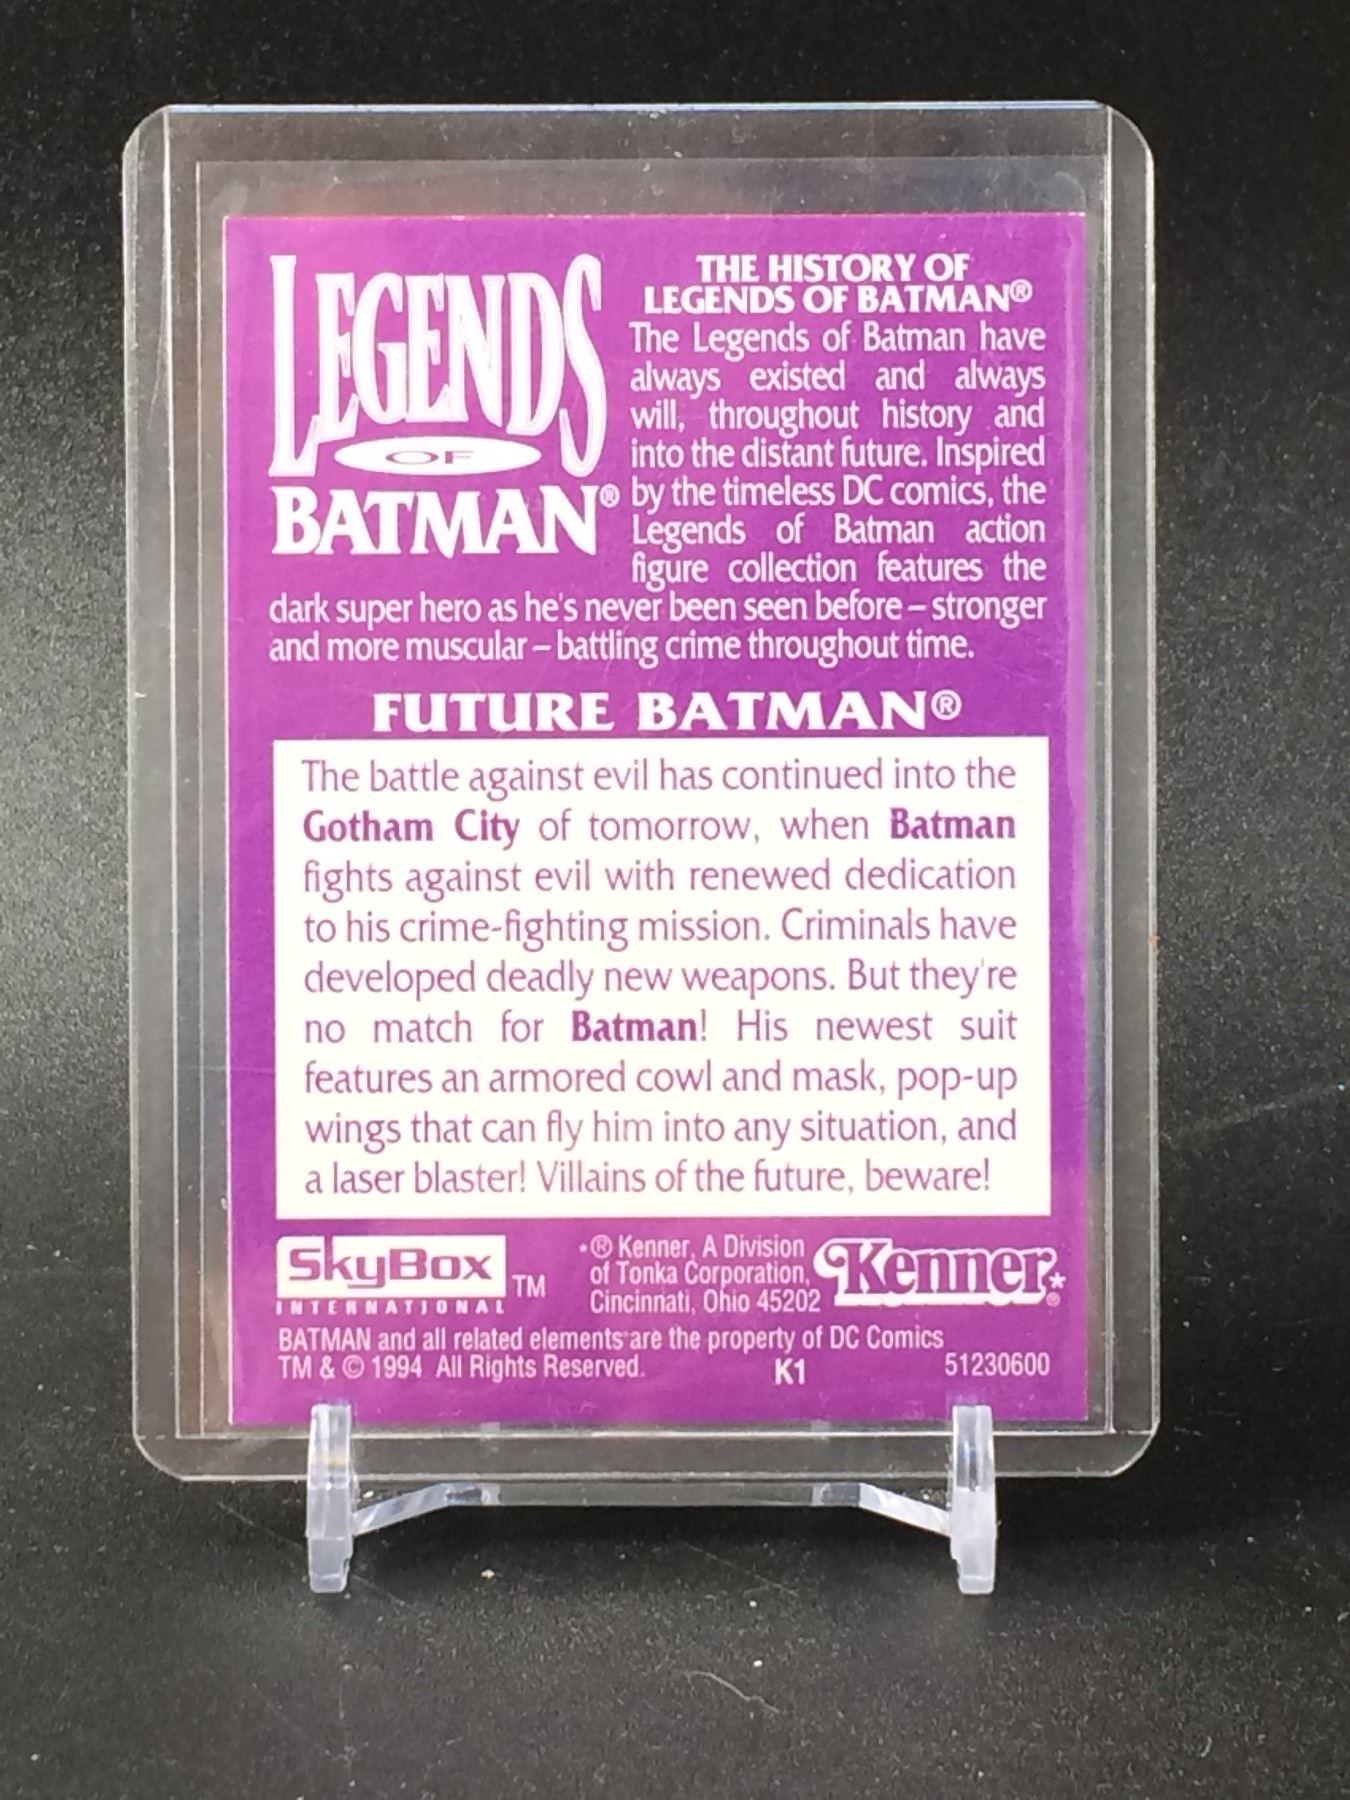 LEGENDS
OF
BATMAN®
THE HISTORY OF
LEGENDS OF BATMAN®
The Legends of Batman have
always existed and always
will, throughout history and
into the distant future. Inspired
by the timeless DC comics, the
Legends of Batman action
figure collection features the
dark super hero as he's never been seen before – stronger
and more muscular – battling crime throughout time.
FUTURE BATMAN®
The battle against evil has continued into the
Gotham City of tomorrow, when Batman
fights against evil with renewed dedication
to his crime-fighting mission. Criminals have
developed deadly new weapons. But they're
no match for Batman! His newest suit
features an armored cowl and mask, pop-up
wings that can fly him into any situation, and
a laser blaster! Villains of the future, beware!
SkyBox TM
INTERNATIONAL
*® Kenner, A Division
of Tonka Corporation,
Cincinnati, Ohio 45202
Kenner*®
BATMAN and all related elements are the property of DC Comics
TM & © 1994 All Rights Reserved. K1 51230600